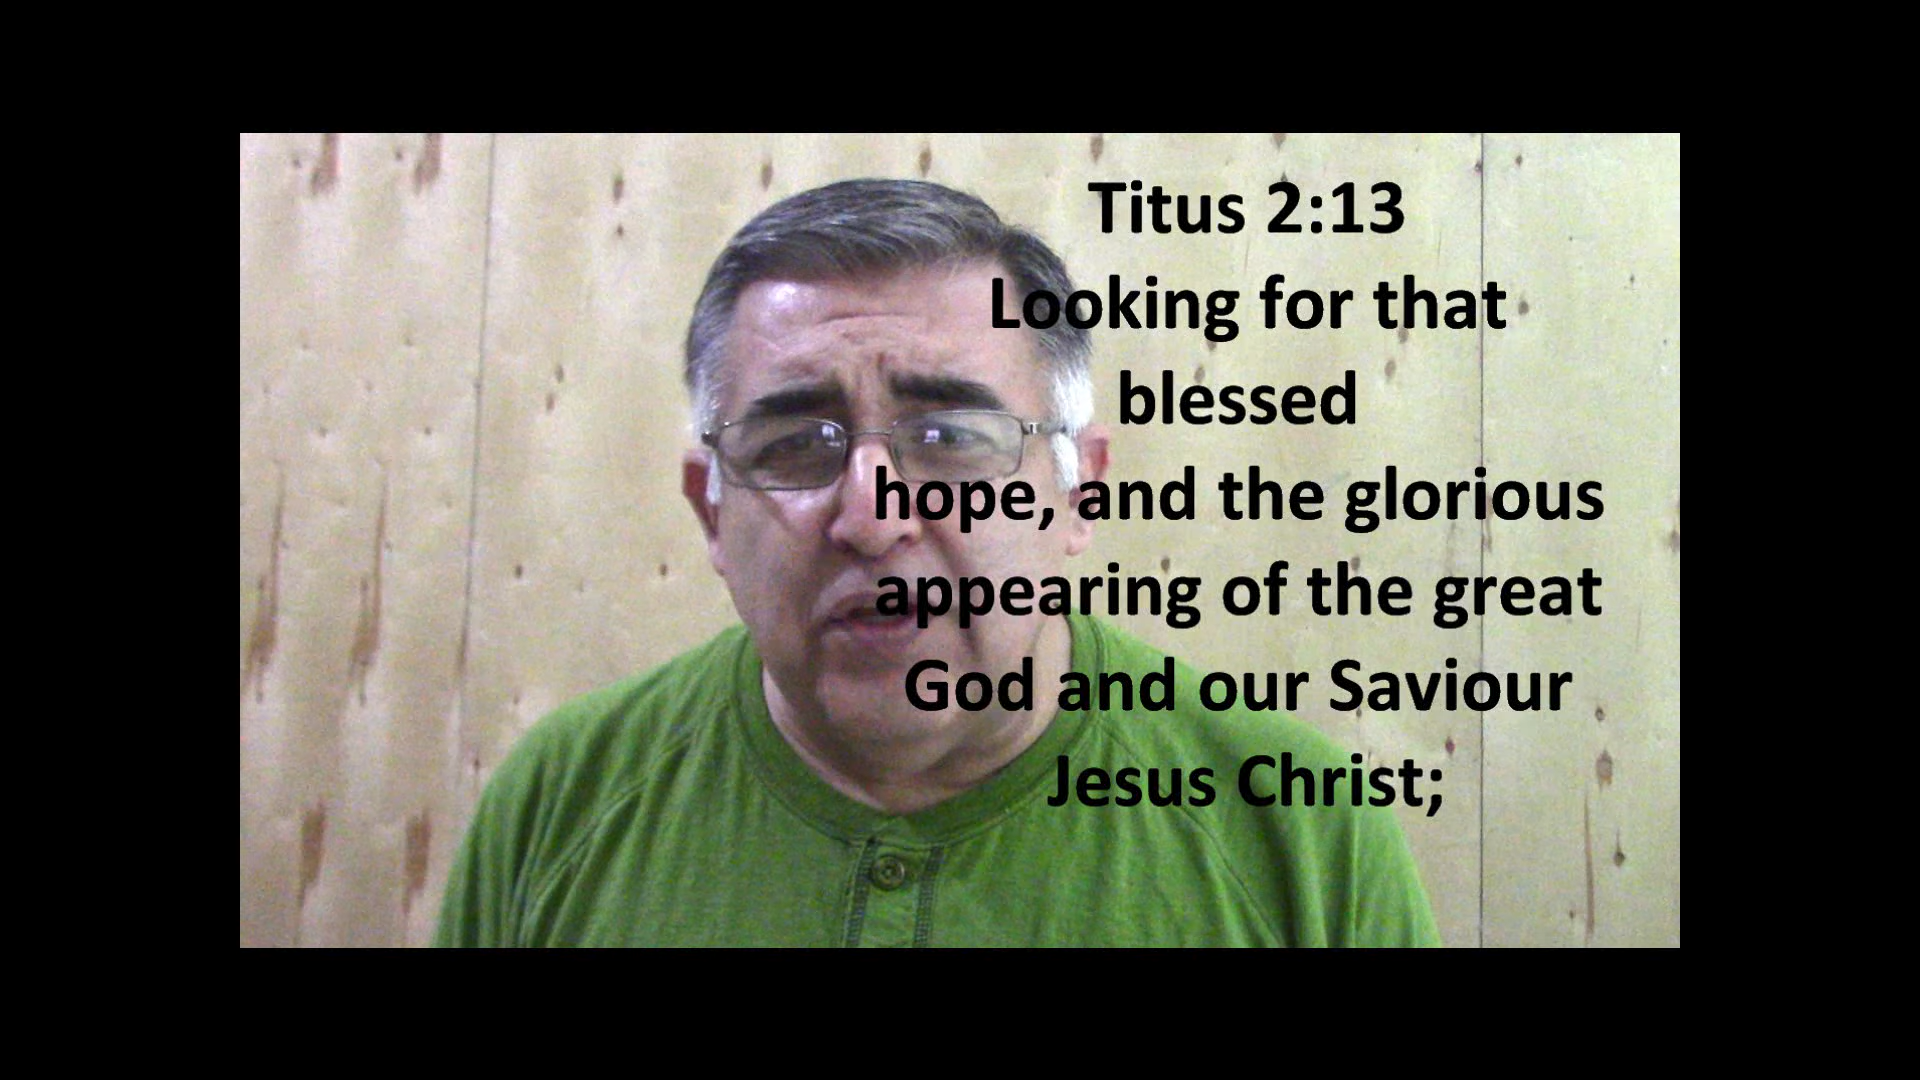 Titus 2:13
Looking for that
blessed
hope, and the glorious
appearing of the great
God and our Saviour
Jesus Christ;